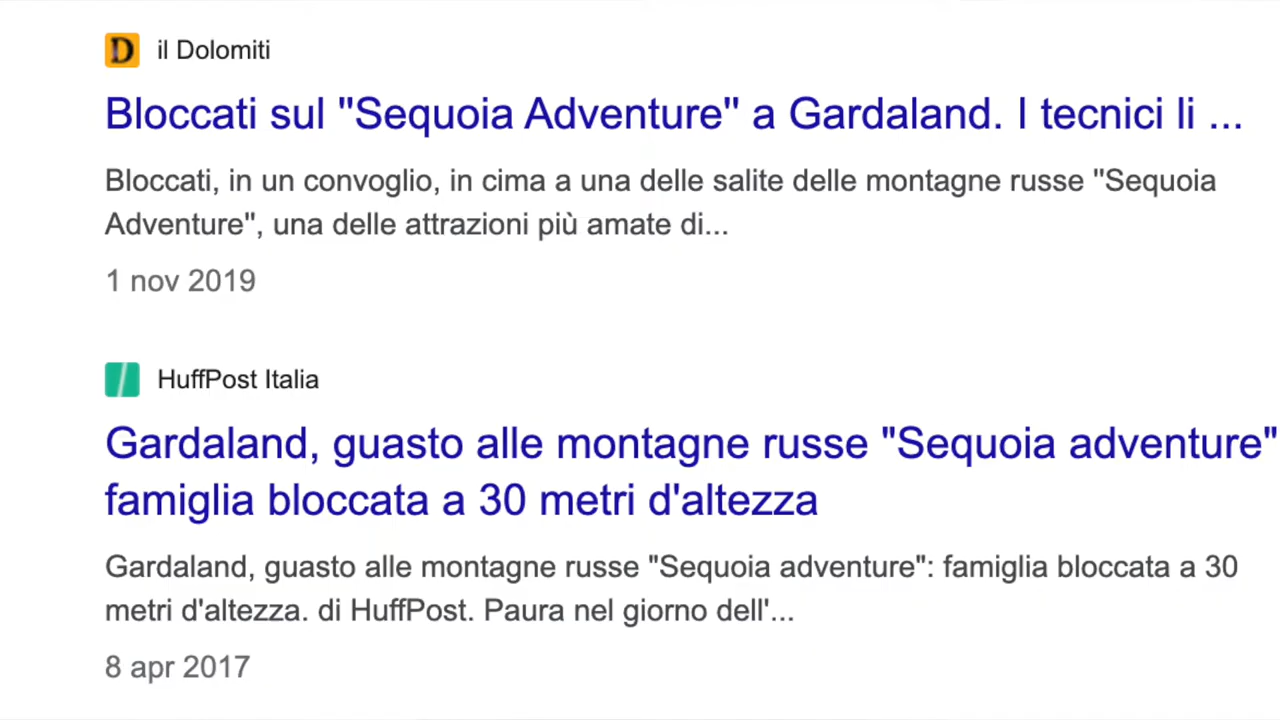 il Dolomiti
Bloccati sul "Sequoia Adventure" a Gardaland. I tecnici li ...
Bloccati, in un convoglio, in cima a una delle salite delle montagne russe "Sequoia
Adventure", una delle attrazioni più amate di...
1 nov 2019
HuffPost Italia
Gardaland, guasto alle montagne russe "Sequoia adventure"
famiglia bloccata a 30 metri d'altezza
Gardaland, guasto alle montagne russe "Sequoia adventure": famiglia bloccata a 30
metri d'altezza. di HuffPost. Paura nel giorno dell'...
8 apr 2017